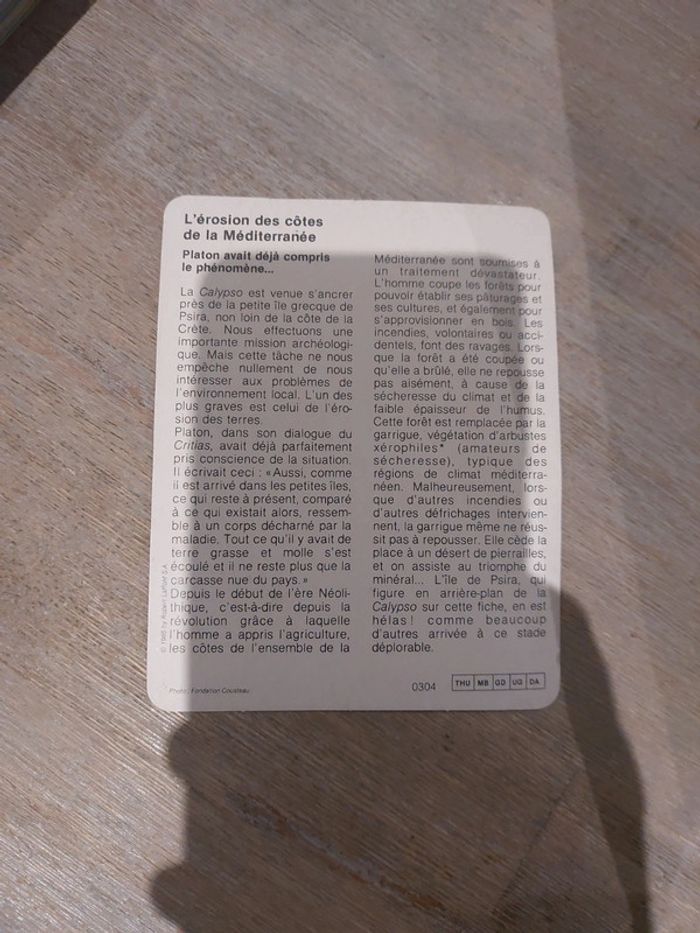 L'érosion des côtes
de la Méditerranée
Platon avait déjà compris
le phénomène...
La Calypso est venue s'ancrer
près de la petite île grecque de
Psira, non loin de la côte de la
Crète. Nous effectuons une
importante mission archéologi-
que. Mais cette tâche ne nous
empêche nullement de nous
intéresser aux problèmes de
l'environnement local. L'un des
plus graves est celui de l'éro-
sion des terres.
Platon, dans son dialogue du
Critias, avait déjà parfaitement
pris conscience de la situation.
Il écrivait ceci : «Aussi, comme
il est arrivé dans les petites îles,
ce qui reste à présent, comparé
à ce qui existait alors, ressem-
ble à un corps décharné par la
maladie. Tout ce qu'il y avait de
terre grasse et molle s'est
écoulé et il ne reste plus que la
carcasse nue du pays.»
Depuis le début de l'ère Néoli-
thique, c'est-à-dire depuis la
révolution grâce à laquelle
l'homme a appris l'agriculture,
les côtes de l'ensemble de la
Méditerranée sont soumises à
un traitement dévastateur.
L'homme coupe les forêts pour
pouvoir établir ses pâturages et
ses cultures, et également pour
s'approvisionner en bois. Les
incendies, volontaires ou acci-
dentels, font des ravages. Lors-
que la forêt a été coupée ou
qu'elle a brûlé, elle ne repousse
pas aisément, à cause de la
sécheresse du climat et de la
faible épaisseur de l'humus.
Cette forêt est remplacée par la
garrigue, végétation d'arbustes
xérophiles* (amateurs de
sécheresse), typique des
régions de climat méditerra-
néen. Malheureusement, lors-
que d'autres incendies ou
d'autres défrichages intervien-
nent, la garrigue même ne réus-
sit pas à repousser. Elle cède la
place à un désert de pierrailles,
et on assiste au triomphe du
minéral... L'île de Psira, qui
figure en arrière-plan de la
Calypso sur cette fiche, en est
hélas! comme beaucoup
d'autres arrivée à ce stade
déplorable.
Photo : Fondation Cousteau
0304 THU MB GD UG DA